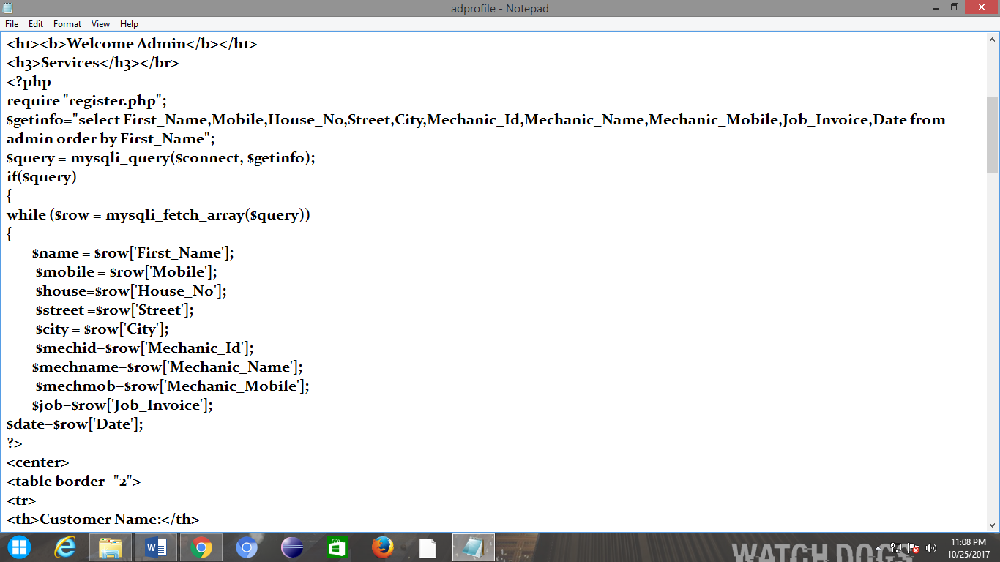 adprofile - Notepad
File Edit Format View Help
<h1><b>Welcome Admin</b></h1>
<h3>Services</h3></br>
<?php
require "register.php";
$getinfo="select First_Name,Mobile,House_No,Street,City,Mechanic_Id,Mechanic_Name,Mechanic_Mobile,Job_Invoice,Date from
admin order by First_Name";
$query = mysqli_query($connect, $getinfo);
if($query)
{
while ($row = mysqli_fetch_array($query))
{
$name = $row['First_Name'];
$mobile = $row['Mobile'];
$house=$row['House_No'];
$street =$row['Street'];
$city = $row['City'];
$mechid=$row['Mechanic_Id'];
$mechname=$row['Mechanic_Name'];
$mechmob=$row['Mechanic_Mobile'];
$job=$row['Job_Invoice'];
$date=$row['Date'];
?>
<center>
<table border="2">
<tr>
<th>Customer Name:</th>
WATCH DOGS
11:08 PM
10/25/2017